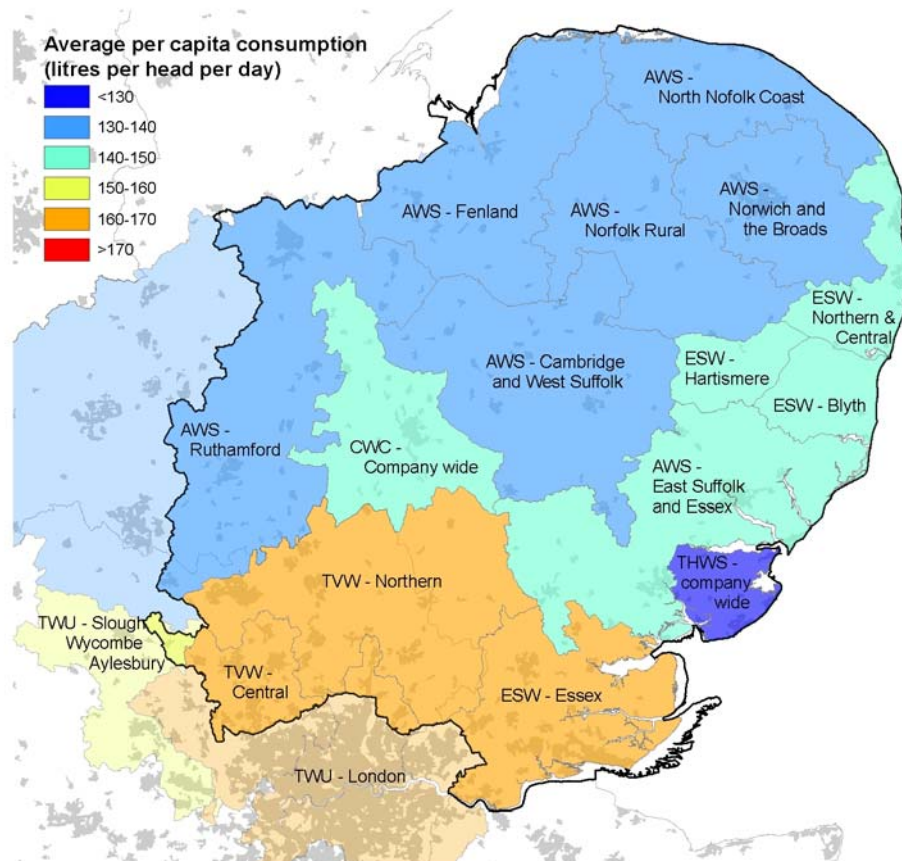 Average per capita consumption
(litres per head per day)
<130
130-140
140-150
150-160
160-170
>170
AWS -
North Nofolk Coast
AWS - Fenland
AWS -
Norfolk Rural
AWS -
Norwich and
the Broads
ESW -
Northern &
Central
ESW -
Hartismere
AWS - Cambridge
and West Suffolk
ESW - Blyth
AWS -
Ruthamford
CWC -
Company wide
AWS -
East Suffolk
and Essex
THWS -
company
wide
TVW - Northern
TWU - Slough
Wycombe
Aylesbury
TVW -
Central
ESW - Essex
TWU - London